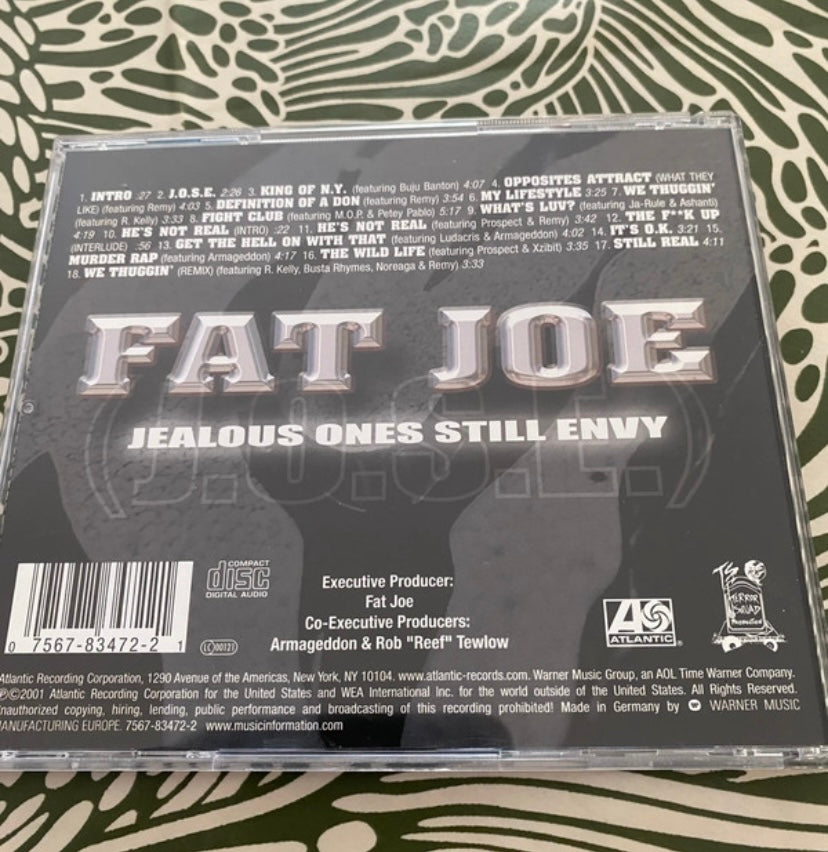 1. INTRO :27 2. J.O.S.E. 2:26 3. KING OF N.Y. (featuring Buju Banton) 4:07 4. OPPOSITES ATTRACT (WHAT THEY
LIKE) (featuring Remy) 4:03 5. DEFINITION OF A DON (featuring Remy) 3:54 6. MY LIFESTYLE 3:25 7. WE THUGGIN'
(featuring R. Kelly) 3:33 8. FIGHT CLUB (featuring M.O.P. & Petey Pablo) 5:17 9. WHAT'S LUV? (featuring Ja-Rule & Ashanti)
4:19 10. HE'S NOT REAL (INTRO) :22 11. HE'S NOT REAL (featuring Prospect & Remy) 3:42 12. THE F**K UP
(INTERLUDE) :56 13. GET THE HELL ON WITH THAT (featuring Ludacris & Armageddon) 4:02 14. IT'S O.K. 3:21 15.
MURDER RAP (featuring Armageddon) 4:17 16. THE WILD LIFE (featuring Prospect & Xzibit) 3:35 17. STILL REAL 4:11
18. WE THUGGIN' (REMIX) (featuring R. Kelly, Busta Rhymes, Noreaga & Remy) 3:33
FAT JOE
JEALOUS ONES STILL ENVY
(J.O.S.E.)
COMPACT
disc
DIGITAL AUDIO
0 7567-83472-2 1
LC 00121
Executive Producer:
Fat Joe
Co-Executive Producers:
Armageddon & Rob "Reef" Tewlow
ATLANTIC
TS
TERROR
SQUAD
PRODUCTION
Atlantic Recording Corporation, 1290 Avenue of the Americas, New York, NY 10104. www.atlantic-records.com. Warner Music Group, an AOL Time Warner Company.
℗©2001 Atlantic Recording Corporation for the United States and WEA International Inc. for the world outside of the United States. All Rights Reserved.
nauthorized copying, hiring, lending, public performance and broadcasting of this recording prohibited! Made in Germany by WARNER MUSIC
ANUFACTURING EUROPE. 7567-83472-2 www.musicinformation.com